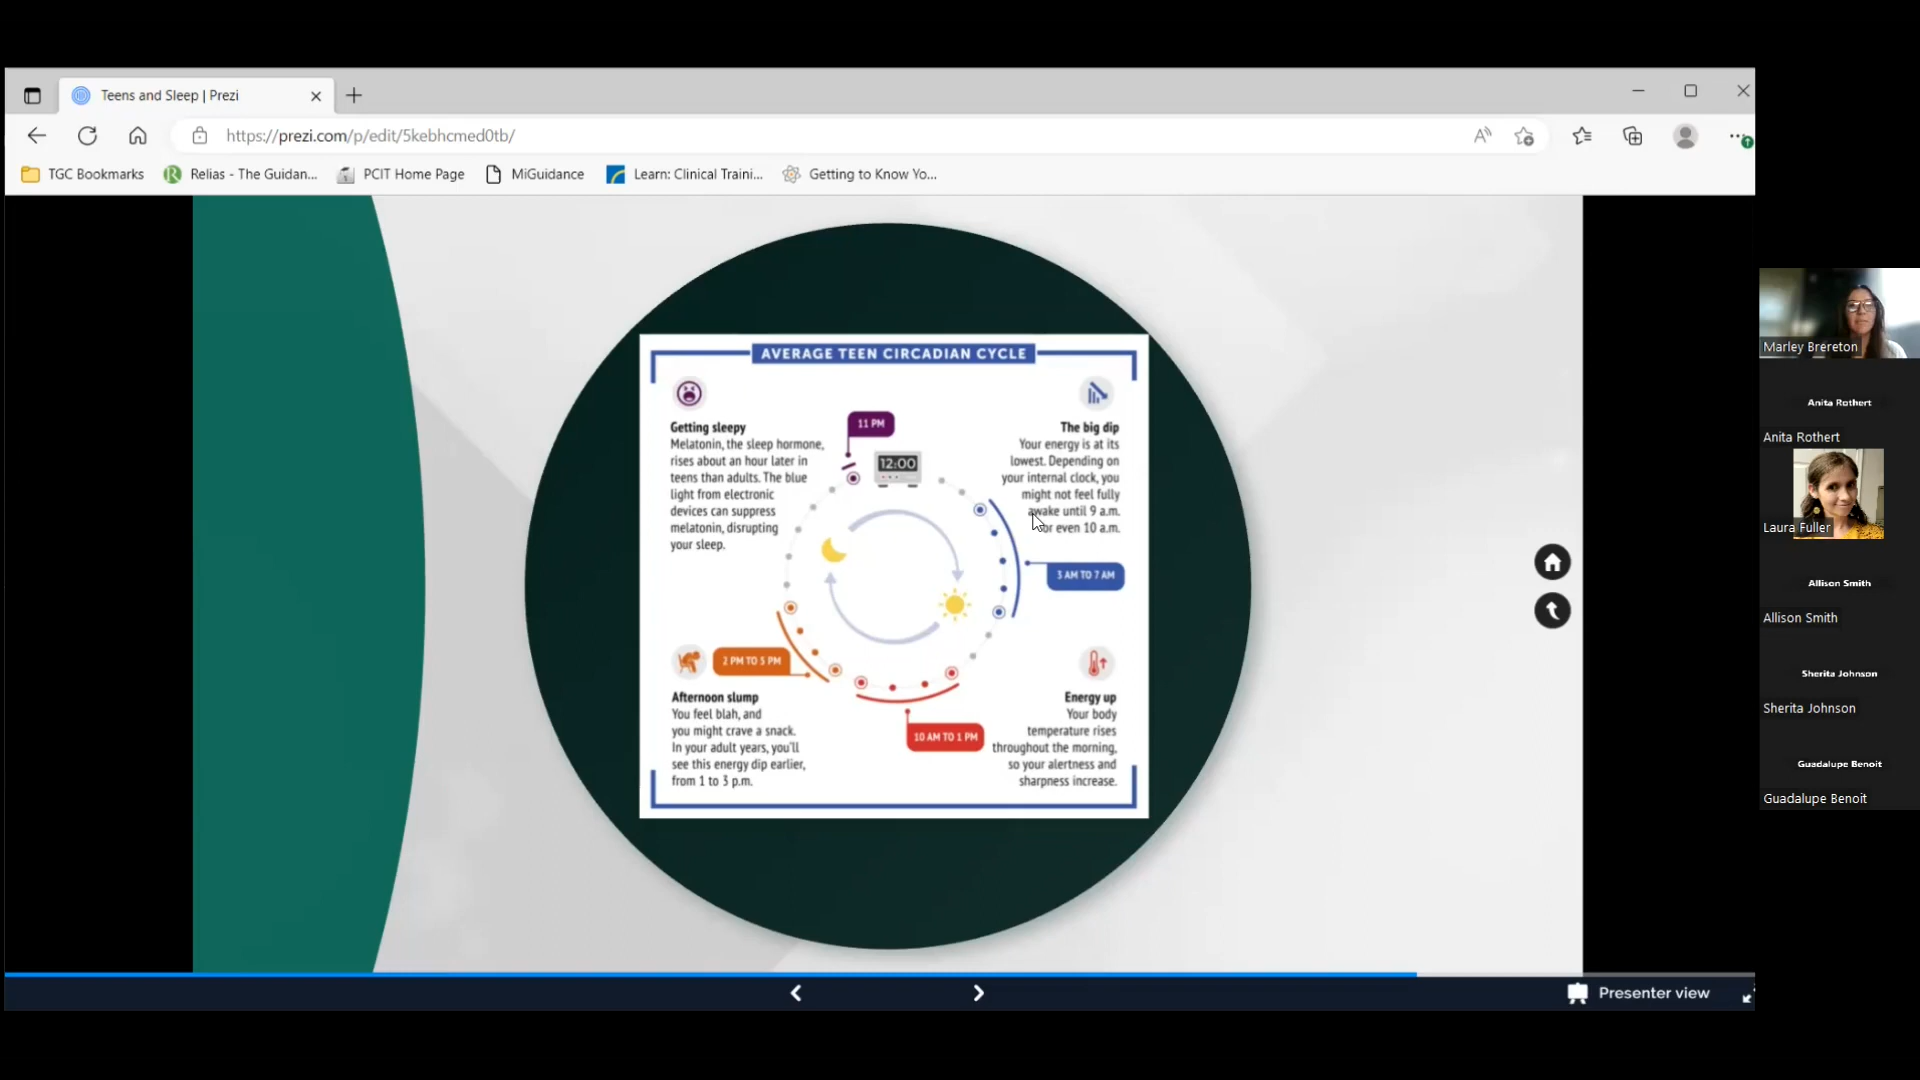 Teens and Sleep | Prezi
https://prezi.com/p/edit/5kebhcmed0tb/
TGC Bookmarks
Relias - The Guidan...
PCIT Home Page
MiGuidance
Learn: Clinical Traini...
Getting to Know Yo...
AVERAGE TEEN CIRCADIAN CYCLE
Getting sleepy
Melatonin, the sleep hormone,
rises about an hour later in
teens than adults. The blue
light from electronic
devices can suppress
melatonin, disrupting
your sleep.
11 PM
12:00
The big dip
Your energy is at its
lowest. Depending on
your internal clock, you
might not feel fully
awake until 9 a.m.
or even 10 a.m.
3 AM TO 7 AM
2 PM TO 5 PM
Afternoon slump
You feel blah, and
you might crave a snack.
In your adult years, you'll
see this energy dip earlier,
from 1 to 3 p.m.
10 AM TO 1 PM
Energy up
Your body
temperature rises
throughout the morning,
so your alertness and
sharpness increase.
Presenter view
Marley Brereton
Anita Rothert
Anita Rothert
Laura Fuller
Allison Smith
Allison Smith
Sherita Johnson
Sherita Johnson
Guadalupe Benoit
Guadalupe Benoit